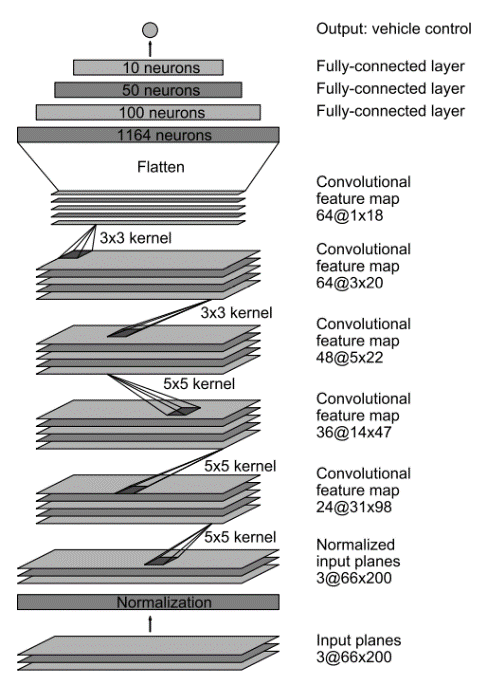 Output: vehicle control
10 neurons
Fully-connected layer
50 neurons
Fully-connected layer
100 neurons
Fully-connected layer
1164 neurons
Flatten
Convolutional
feature map
64@1x18
3x3 kernel
Convolutional
feature map
64@3x20
3x3 kernel
Convolutional
feature map
48@5x22
5x5 kernel
Convolutional
feature map
36@14x47
5x5 kernel
Convolutional
feature map
24@31x98
5x5 kernel
Normalized
input planes
3@66x200
Normalization
Input planes
3@66x200